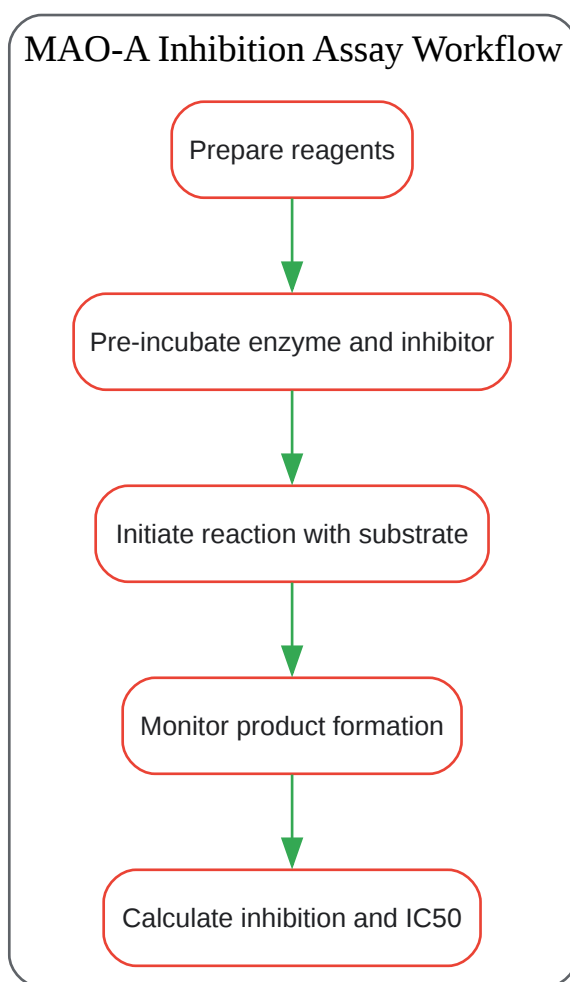 MAO-A Inhibition Assay Workflow
Prepare reagents
Pre-incubate enzyme and inhibitor
Initiate reaction with substrate
Monitor product formation
Calculate inhibition and IC50